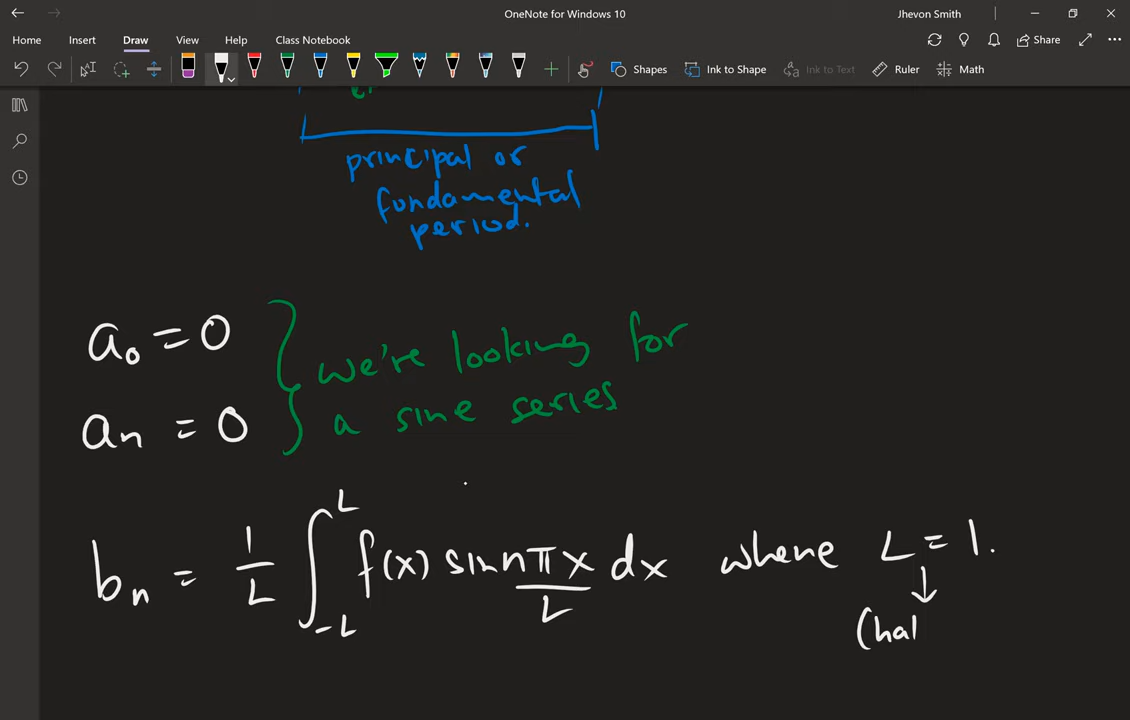 OneNote for Windows 10
Jhevon Smith
Home Insert Draw View Help Class Notebook
Share
Shapes Ink to Shape Ink to Text Ruler Math
principal or
fundamental
period.
a₀ = 0
we're looking for
a sine series
aₙ = 0
bₙ = 1/L ∫_{-L}^{L} f(x) sin nπx/L dx where L = 1.
↓
(hal